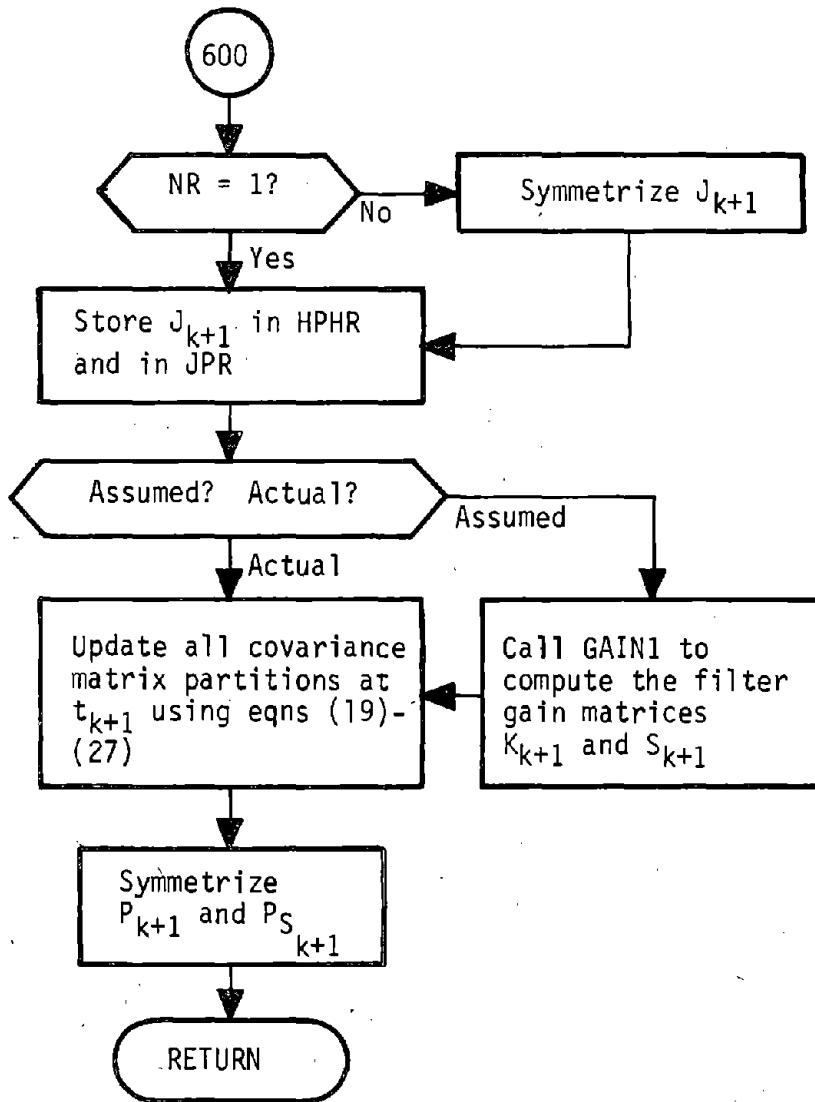 600
NR = 1?
No
Symmetrize J_{k+1}
Yes
Store J_{k+1} in HPHR
and in JPR
Assumed? Actual?
Assumed
Actual
Update all covariance
matrix partitions at
t_{k+1} using eqns (19)-
(27)
Call GAIN1 to
compute the filter
gain matrices
K_{k+1} and S_{k+1}
Symmetrize
P_{k+1} and P_{S_{k+1}}
RETURN